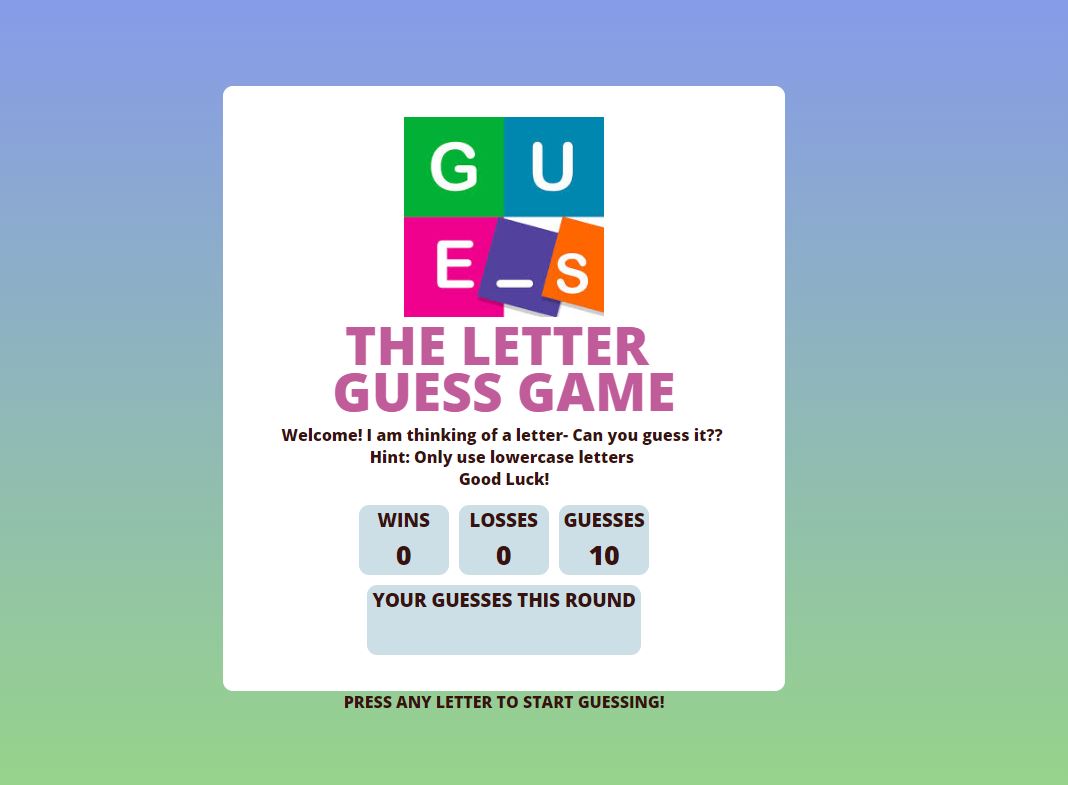 G U
E _ S
THE LETTER
GUESS GAME
Welcome! I am thinking of a letter- Can you guess it??
Hint: Only use lowercase letters
Good Luck!
WINS LOSSES GUESSES
0 0 10
YOUR GUESSES THIS ROUND
PRESS ANY LETTER TO START GUESSING!